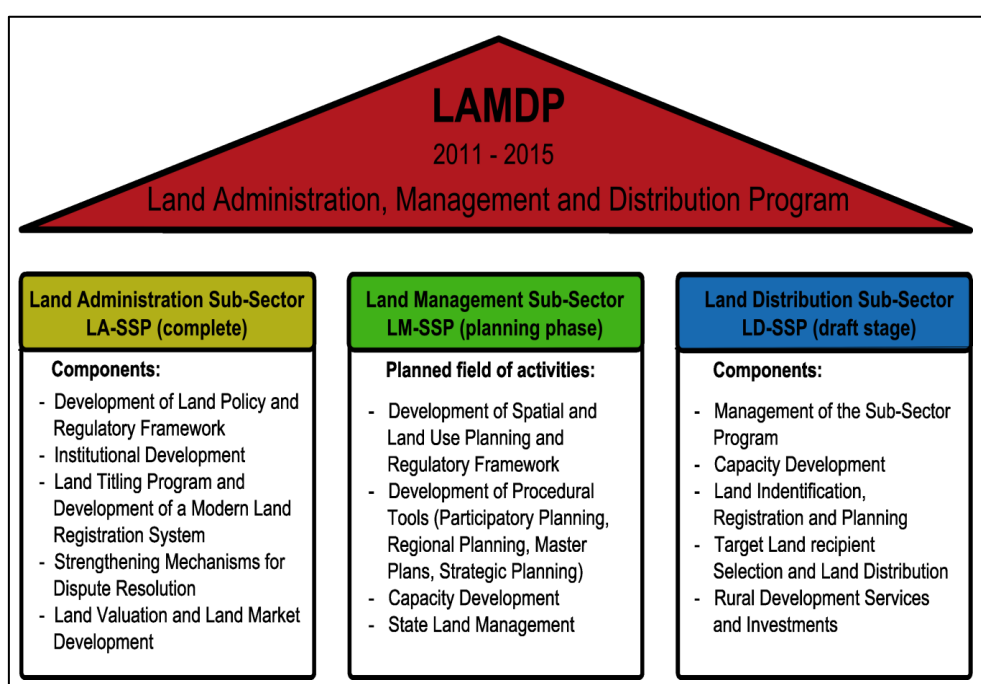 LAMDP
2011 - 2015
Land Administration, Management and Distribution Program
Land Administration Sub-Sector
LA-SSP (complete)
Components:
- Development of Land Policy and
Regulatory Framework
- Institutional Development
- Land Titling Program and
Development of a Modern Land
Registration System
- Strengthening Mechanisms for
Dispute Resolution
- Land Valuation and Land Market
Development
Land Management Sub-Sector
LM-SSP (planning phase)
Planned field of activities:
- Development of Spatial and
Land Use Planning and
Regulatory Framework
- Development of Procedural
Tools (Participatory Planning,
Regional Planning, Master
Plans, Strategic Planning)
- Capacity Development
- State Land Management
Land Distribution Sub-Sector
LD-SSP (draft stage)
Components:
- Management of the Sub-Sector
Program
- Capacity Development
- Land Indentification,
Registration and Planning
- Target Land recipient
Selection and Land Distribution
- Rural Development Services
and Investments